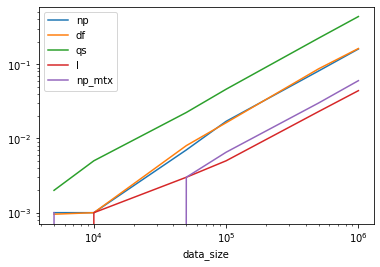 np
df
qs
l
np_mtx
10⁻¹
10⁻²
10⁻³
10⁴ 10⁵ 10⁶
data_size